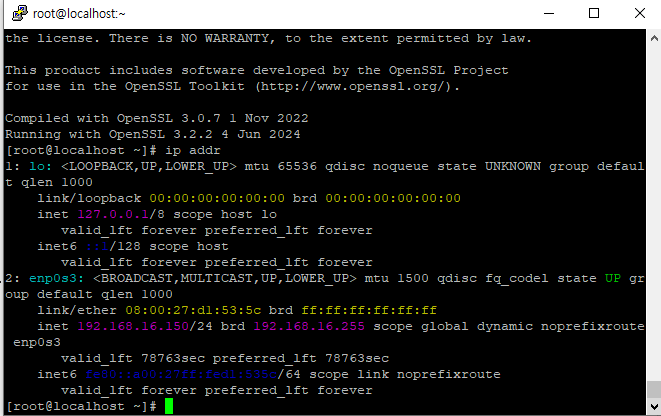 root@localhost:~
the license. There is NO WARRANTY, to the extent permitted by law.
This product includes software developed by the OpenSSL Project
for use in the OpenSSL Toolkit (http://www.openssl.org/).
Compiled with OpenSSL 3.0.7 1 Nov 2022
Running with OpenSSL 3.2.2 4 Jun 2024
[root@localhost ~]# ip addr
1: lo: <LOOPBACK,UP,LOWER_UP> mtu 65536 qdisc noqueue state UNKNOWN group defaul
t qlen 1000
    link/loopback 00:00:00:00:00:00 brd 00:00:00:00:00:00
    inet 127.0.0.1/8 scope host lo
       valid_lft forever preferred_lft forever
    inet6 ::1/128 scope host
       valid_lft forever preferred_lft forever
2: enp0s3: <BROADCAST,MULTICAST,UP,LOWER_UP> mtu 1500 qdisc fq_codel state UP gr
oup default qlen 1000
    link/ether 08:00:27:d1:53:5c brd ff:ff:ff:ff:ff:ff
    inet 192.168.16.150/24 brd 192.168.16.255 scope global dynamic noprefixroute
 enp0s3
       valid_lft 78763sec preferred_lft 78763sec
    inet6 fe80::a00:27ff:fed1:535c/64 scope link noprefixroute
       valid_lft forever preferred_lft forever
[root@localhost ~]#